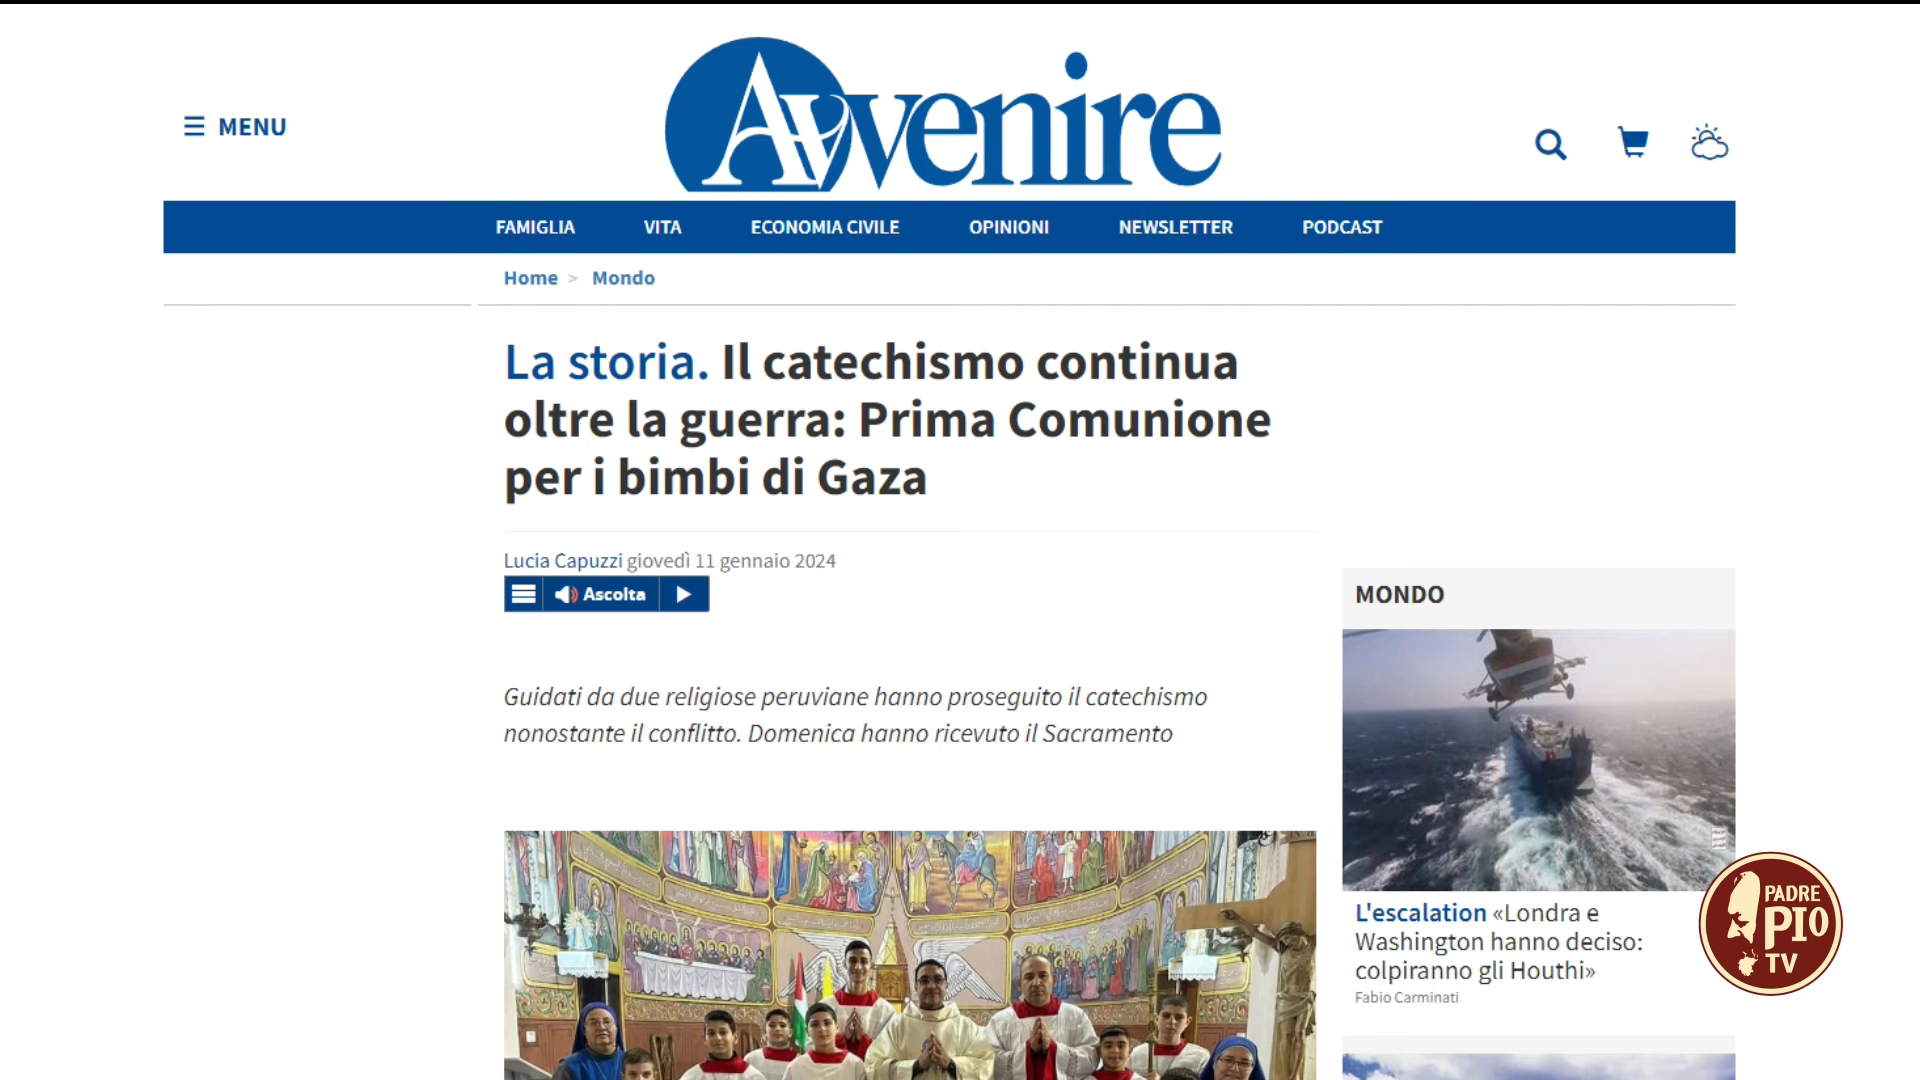 MENU
Avvenire
FAMIGLIA
VITA
ECONOMIA CIVILE
OPINIONI
NEWSLETTER
PODCAST
Home > Mondo
La storia. Il catechismo continua
oltre la guerra: Prima Comunione
per i bimbi di Gaza
Lucia Capuzzi giovedì 11 gennaio 2024
Ascolta
Guidati da due religiose peruviane hanno proseguito il catechismo
nonostante il conflitto. Domenica hanno ricevuto il Sacramento
MONDO
L'escalation «Londra e
Washington hanno deciso:
colpiranno gli Houthi»
Fabio Carminati
PADRE
PIO
TV